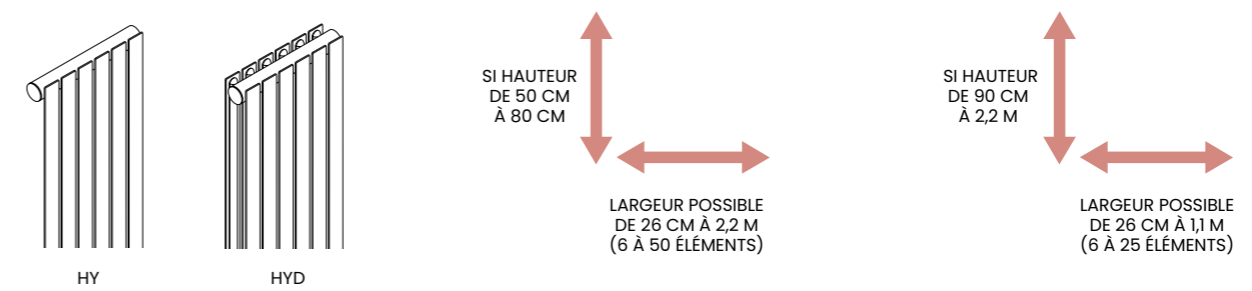 HY
HYD
SI HAUTEUR
DE 50 CM
À 80 CM
LARGEUR POSSIBLE
DE 26 CM À 2,2 M
(6 À 50 ÉLÉMENTS)
SI HAUTEUR
DE 90 CM
À 2,2 M
LARGEUR POSSIBLE
DE 26 CM À 1,1 M
(6 À 25 ÉLÉMENTS)